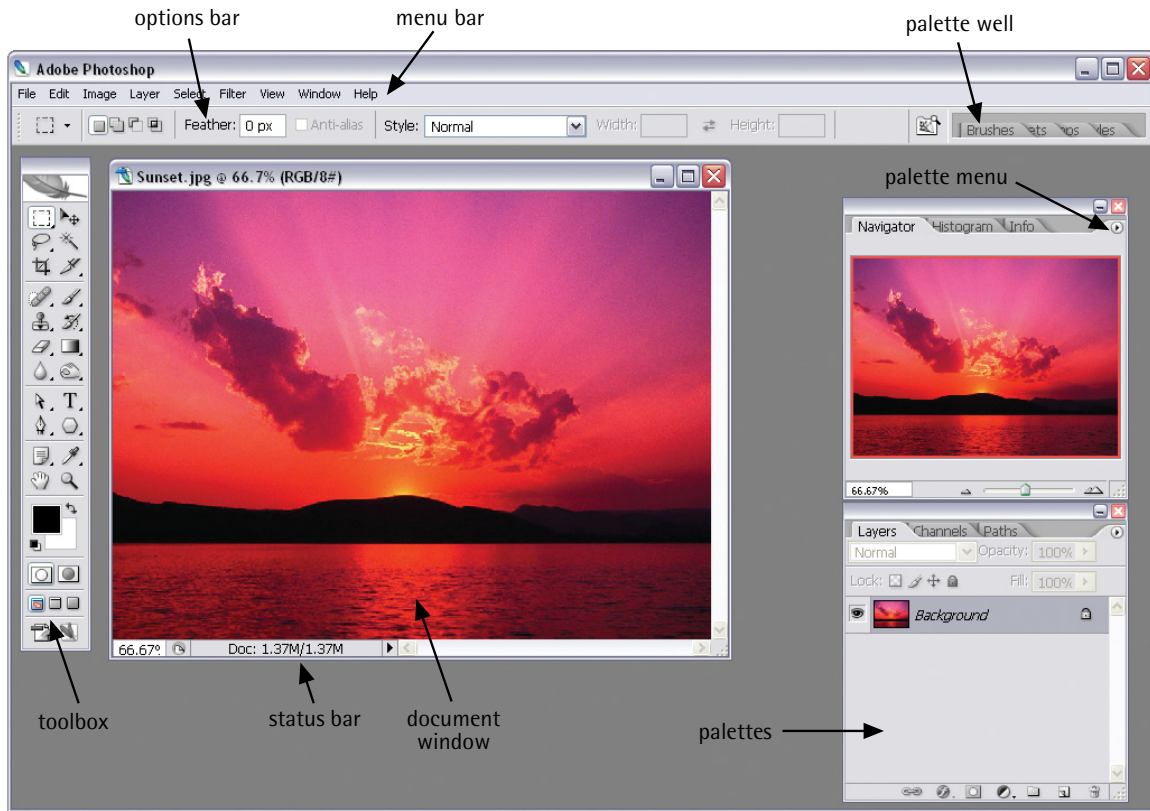 options bar
menu bar
palette well
Adobe Photoshop
File Edit Image Layer Select Filter View Window Help
Feather: 0 px Anti-alias Style: Normal Width: Height: Brushes
Sunset.jpg @ 66.7% (RGB/8#)
palette menu
Navigator Histogram Info
66.67%
Layers Channels Paths
Normal Opacity: 100%
Lock: Fill: 100%
Background
66.67% Doc: 1.37M/1.37M
toolbox
status bar
document
window
palettes